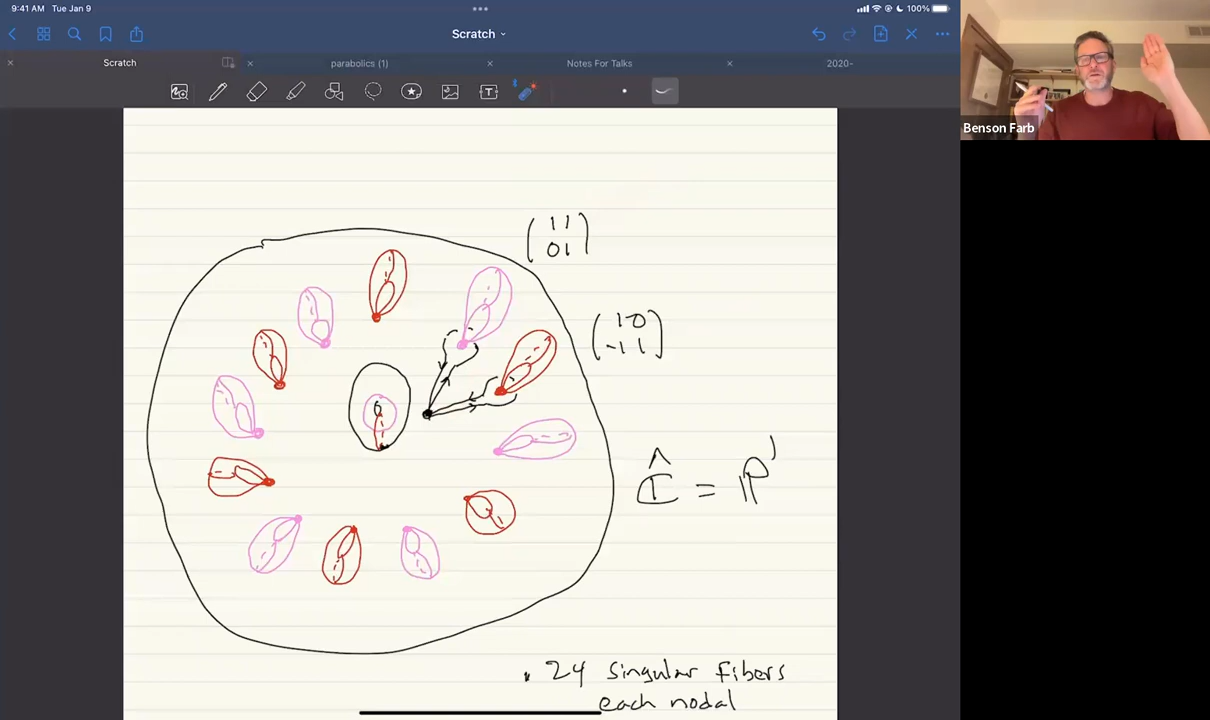 9:41 AM Tue Jan 9
100%
Scratch
Scratch
parabolics (1)
Notes For Talks
2020-
Benson Farb
( 1 1
0 1 )
( 1 0
-1 1 )
Ĉ = P¹
. 24 singular fibers
each nodal